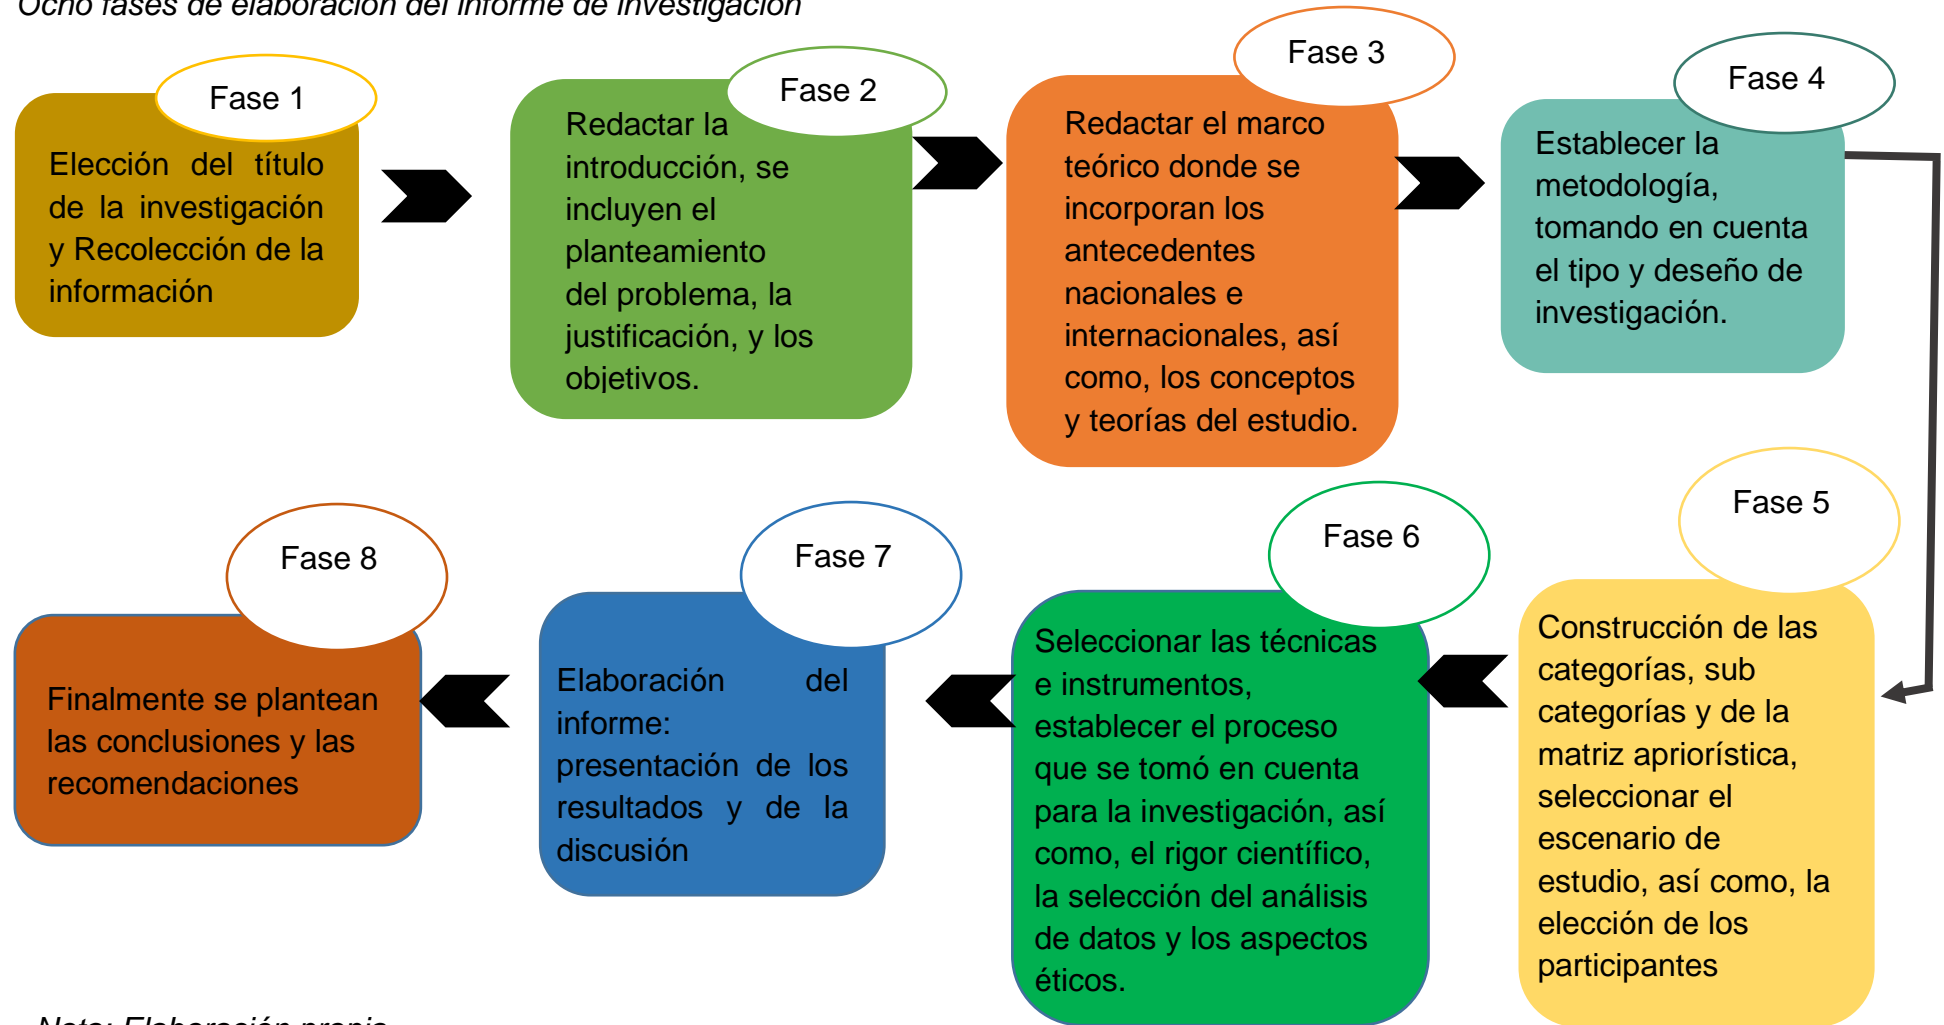 Ocho fases de elaboración del informe de investigación
Fase 1
Elección del título
de la investigación
y Recolección de la
información
Fase 2
Redactar la
introducción, se
incluyen el
planteamiento
del problema, la
justificación, y los
objetivos.
Fase 3
Redactar el marco
teórico donde se
incorporan los
antecedentes
nacionales e
internacionales, así
como, los conceptos
y teorías del estudio.
Fase 4
Establecer la
metodología,
tomando en cuenta
el tipo y deseño de
investigación.
Fase 5
Construcción de las
categorías, sub
categorías y de la
matriz apriorística,
seleccionar el
escenario de
estudio, así como, la
elección de los
participantes
Fase 6
Seleccionar las técnicas
e instrumentos,
establecer el proceso
que se tomó en cuenta
para la investigación, así
como, el rigor científico,
la selección del análisis
de datos y los aspectos
éticos.
Fase 7
Elaboración del
informe:
presentación de los
resultados y de la
discusión
Fase 8
Finalmente se plantean
las conclusiones y las
recomendaciones
Nota: Elaboración propia